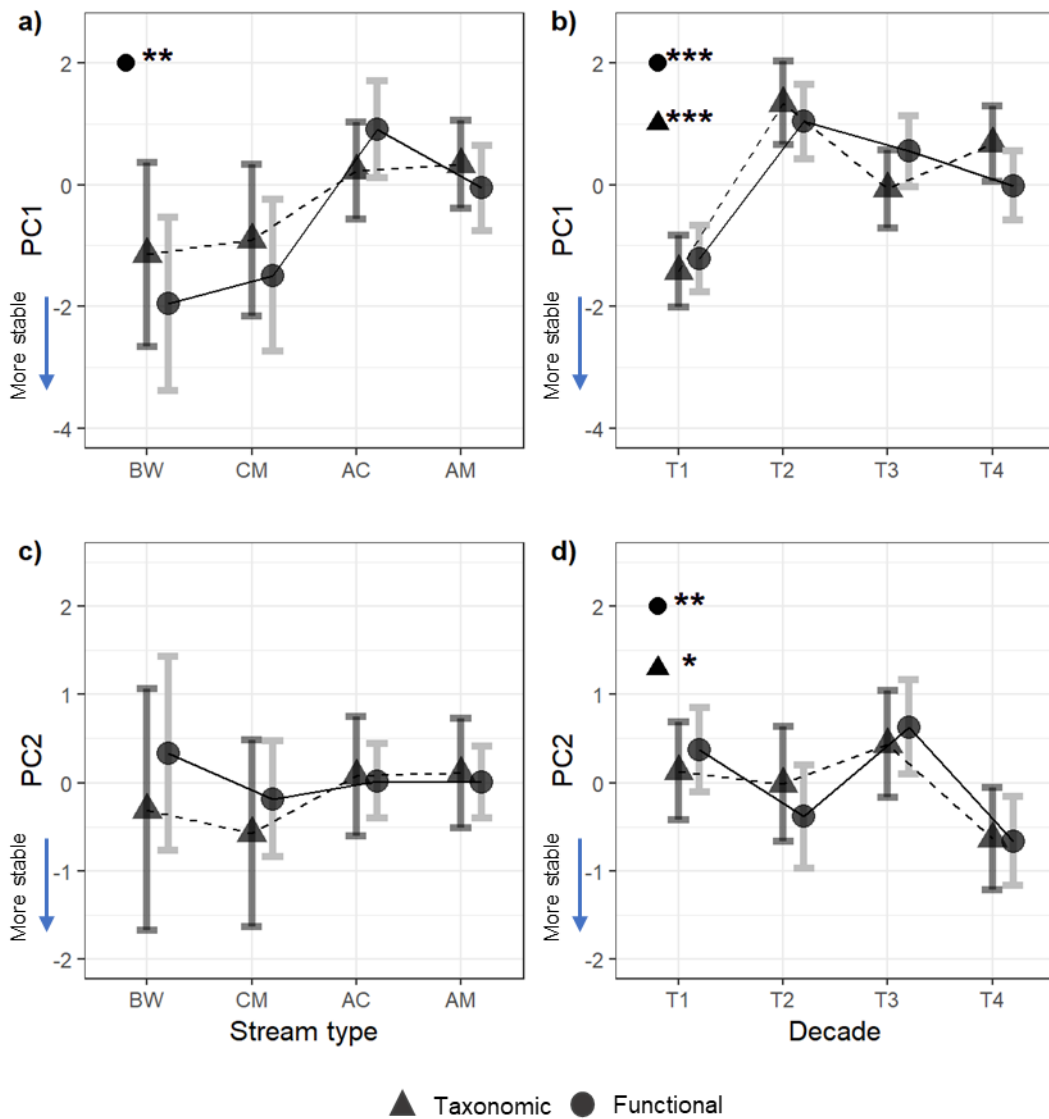 a)
**
PC1
More stable
2
0
-2
-4
BW CM AC AM
b)
***
***
PC1
More stable
2
0
-2
-4
T1 T2 T3 T4
c)
PC2
More stable
2
1
0
-1
-2
BW CM AC AM
Stream type
d)
**
*
PC2
More stable
2
1
0
-1
-2
T1 T2 T3 T4
Decade
Taxonomic Functional